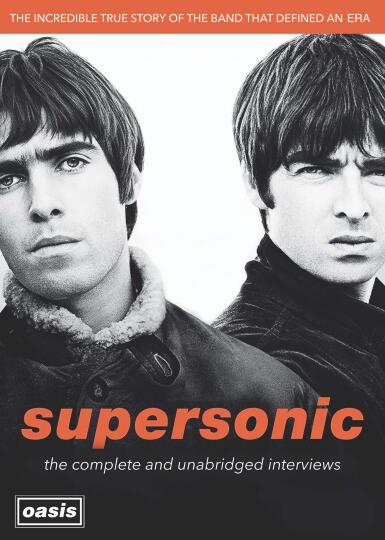 THE INCREDIBLE TRUE STORY OF THE BAND THAT DEFINED AN ERA
supersonic
the complete and unabridged interviews
oasis